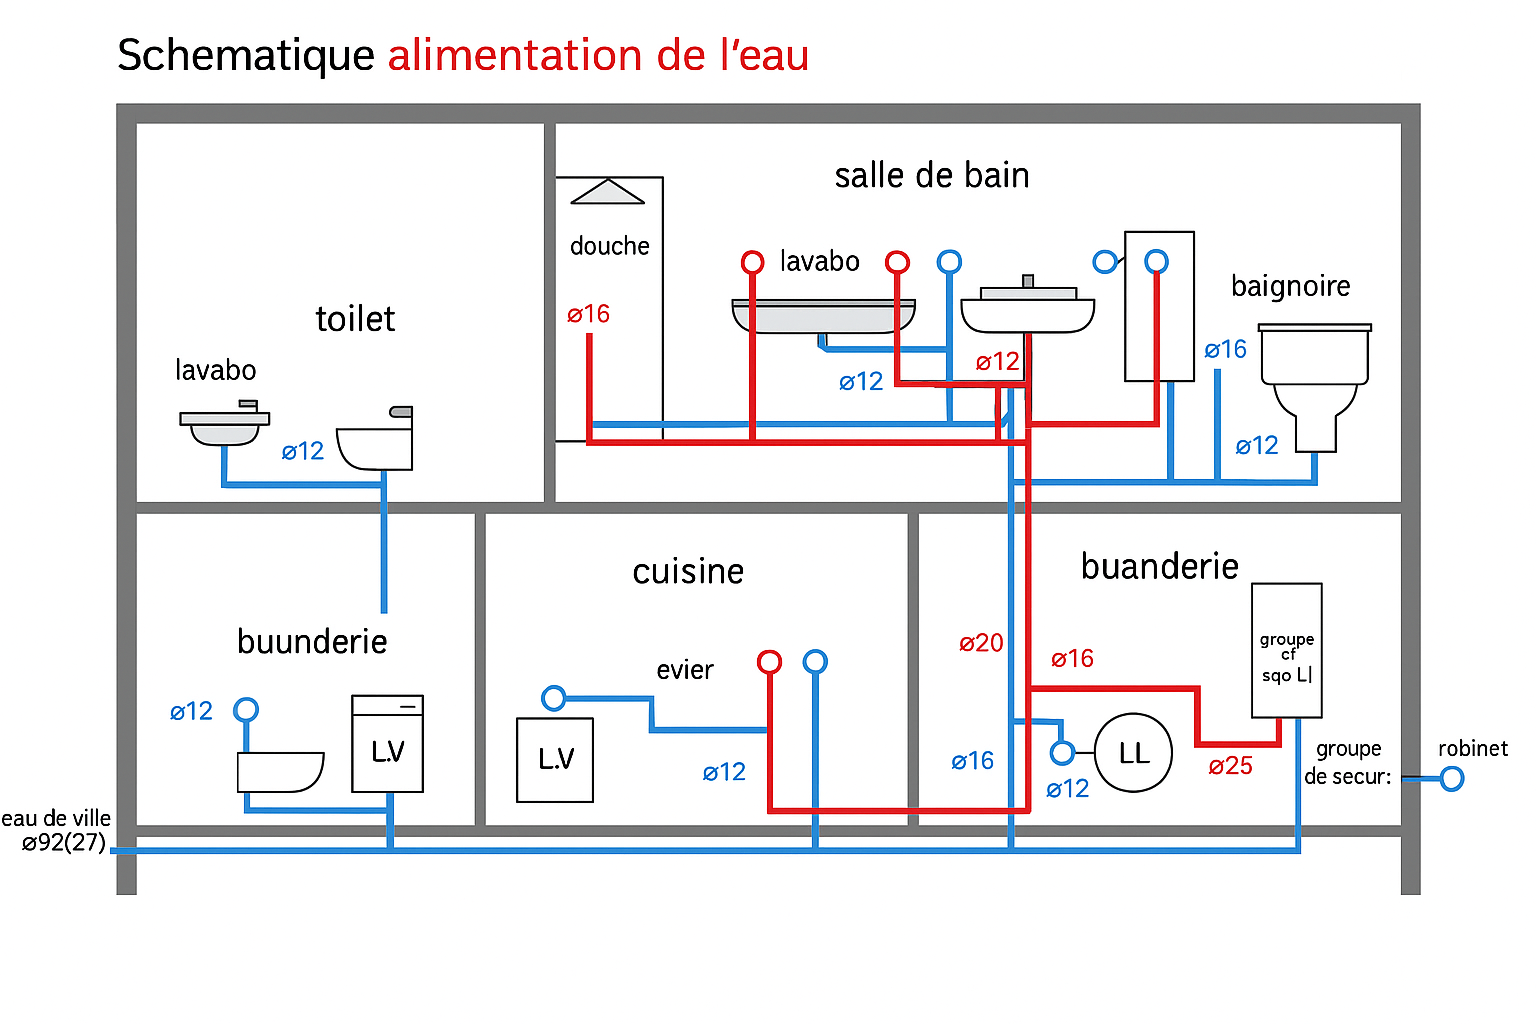 Schematique alimentation de l'eau
salle de bain
douche
lavabo
baignoire
toilet
ø16
ø12
ø16
lavabo
ø12
ø12
ø12
cuisine
buanderie
buunderie
evier
groupe
cf
sqo L|
ø20
ø16
ø12
L.V
L.V
ø12
ø16
LL
ø12
ø25
groupe
de secur:
robinet
eau de ville
ø92(27)